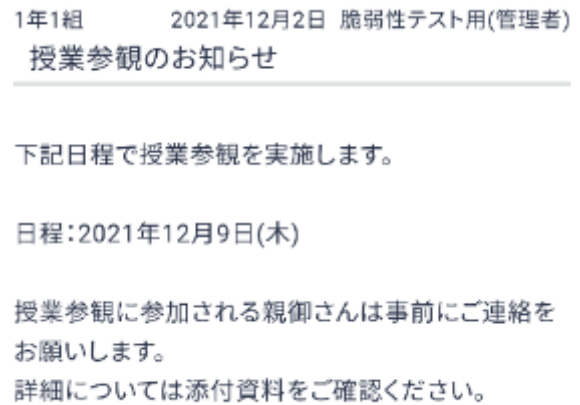 1年1組 2021年12月2日 脆弱性テスト用(管理者)
授業参観のお知らせ
下記日程で授業参観を実施します。
日程：2021年12月9日(木)
授業参観に参加される親御さんは事前にご連絡を
お願いします。
詳細については添付資料をご確認ください。